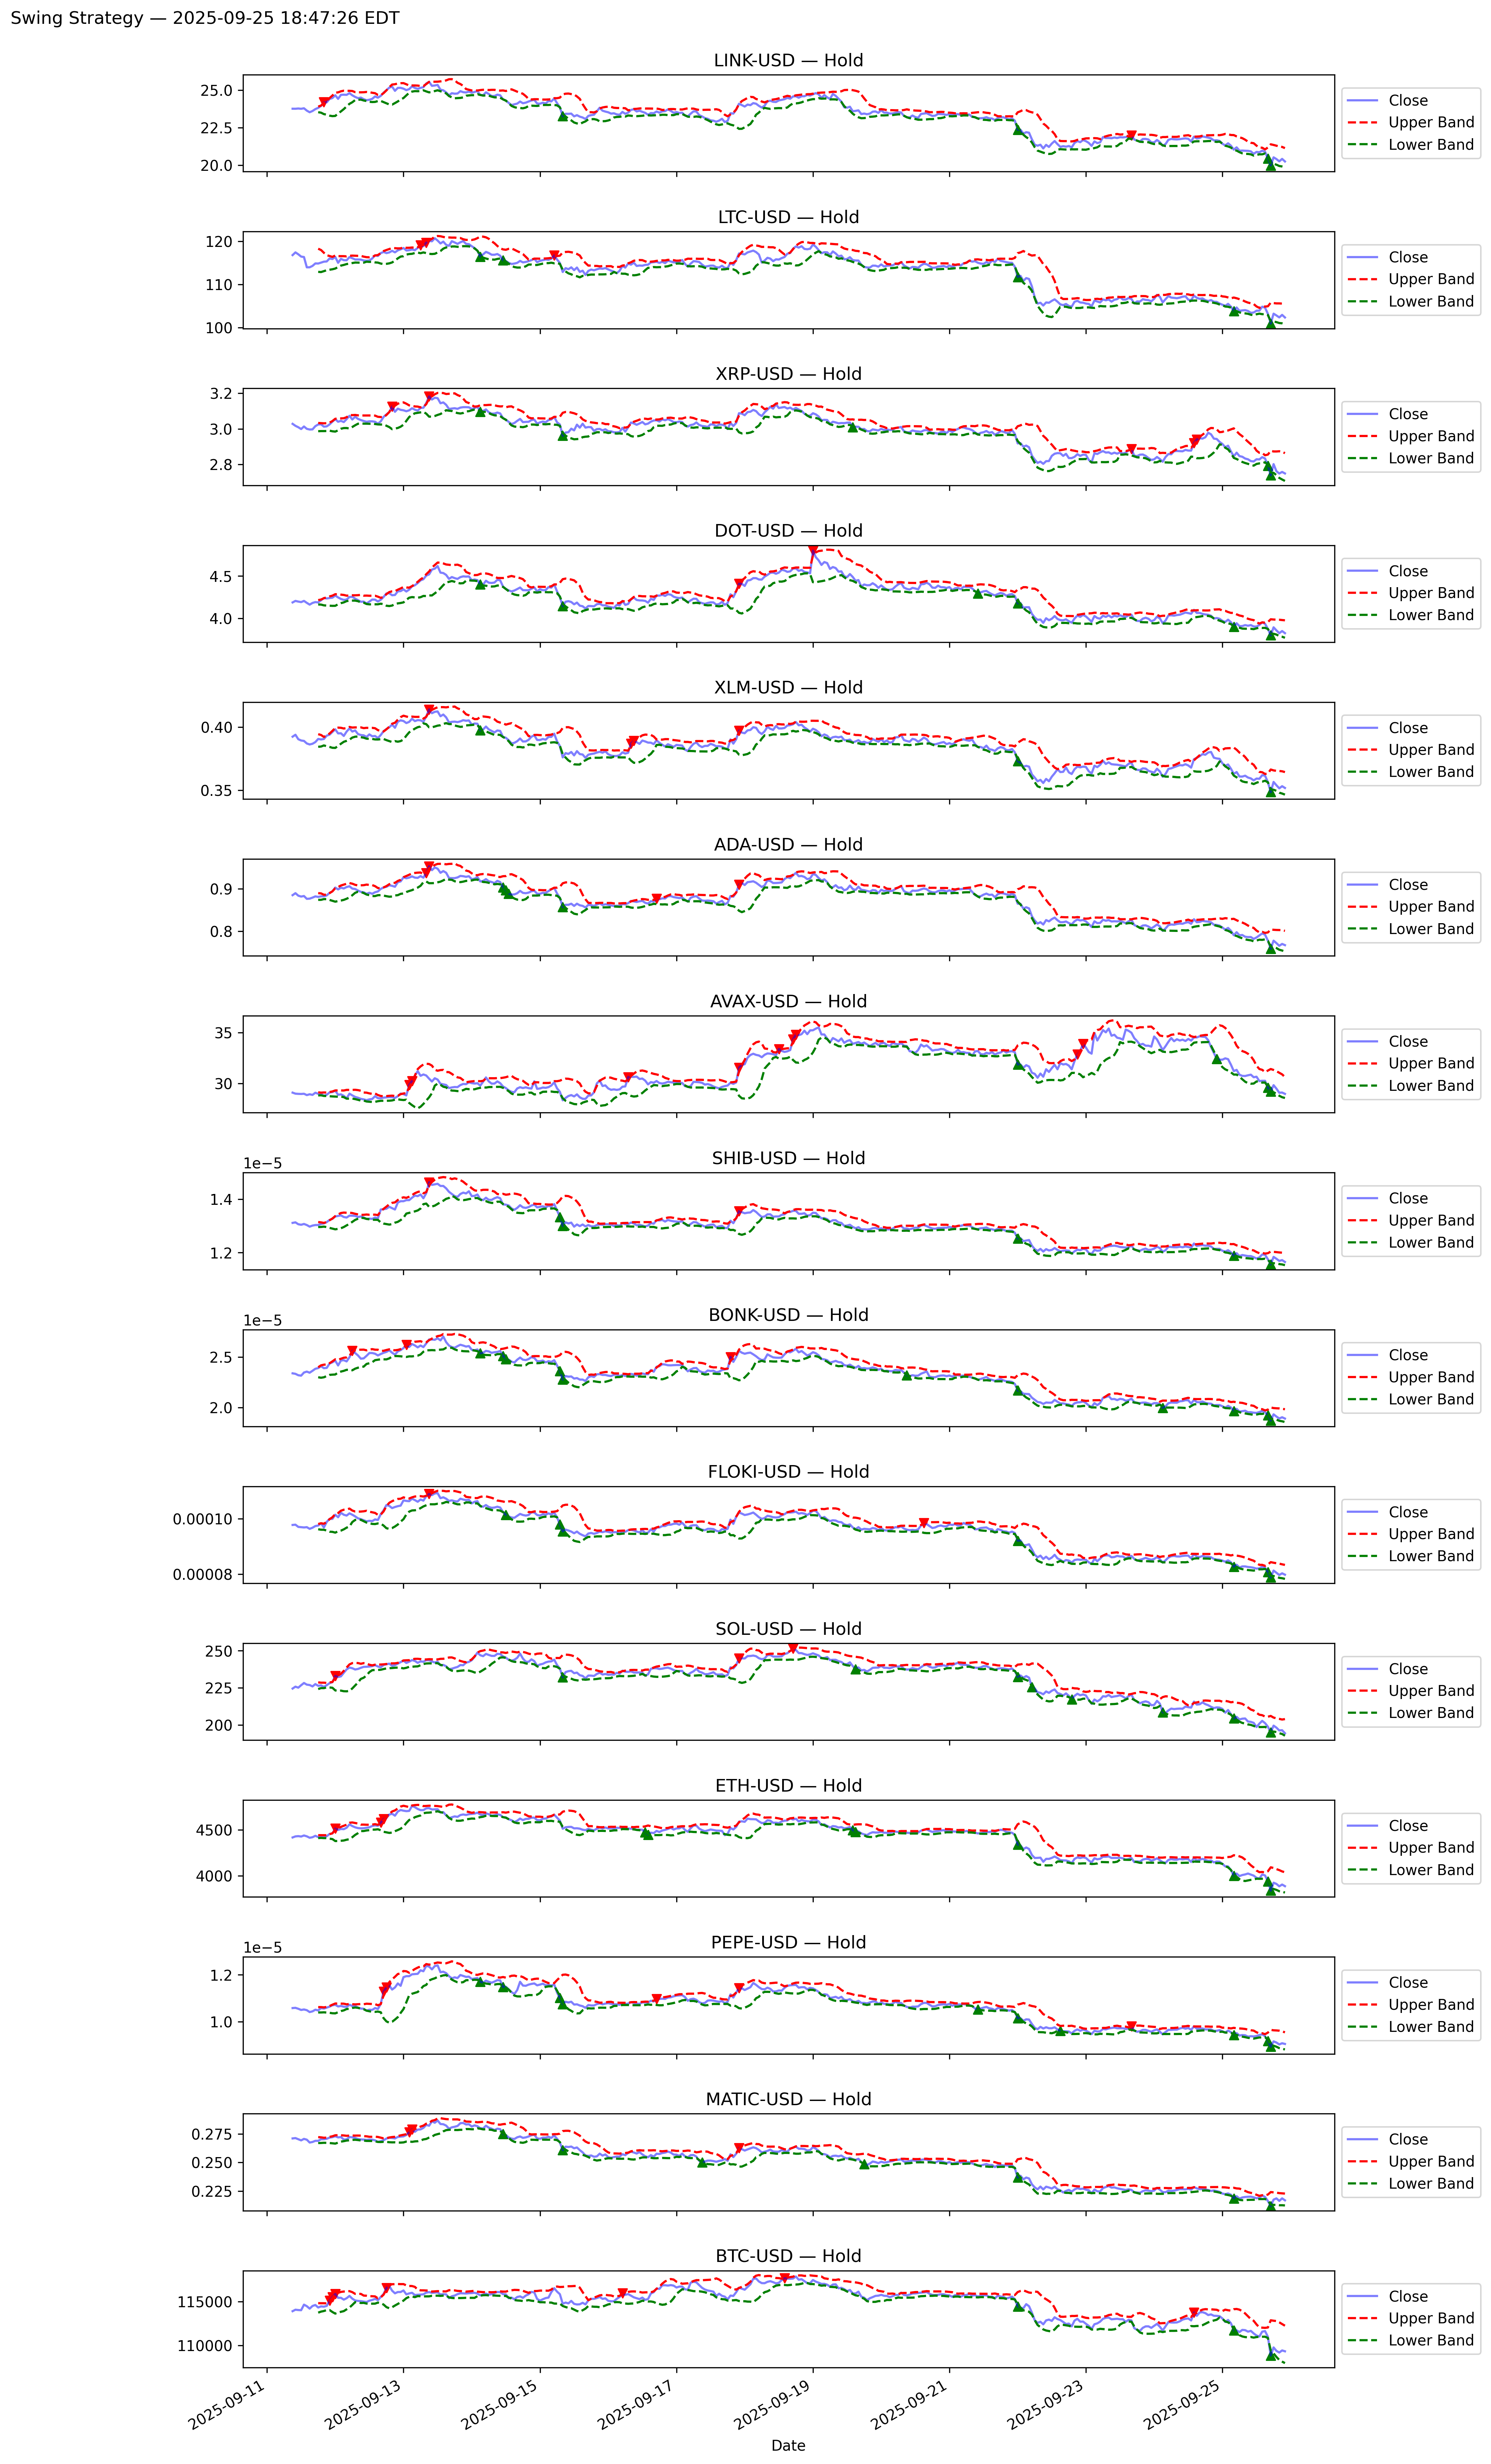 Swing Strategy — 2025-09-25 18:47:26 EDT
LINK-USD — Hold
25.0
22.5
20.0
Close
Upper Band
Lower Band
LTC-USD — Hold
120
110
100
Close
Upper Band
Lower Band
XRP-USD — Hold
3.2
3.0
2.8
Close
Upper Band
Lower Band
DOT-USD — Hold
4.5
4.0
Close
Upper Band
Lower Band
XLM-USD — Hold
0.40
0.35
Close
Upper Band
Lower Band
ADA-USD — Hold
0.9
0.8
Close
Upper Band
Lower Band
AVAX-USD — Hold
35
30
Close
Upper Band
Lower Band
SHIB-USD — Hold
1e−5
1.4
1.2
Close
Upper Band
Lower Band
BONK-USD — Hold
1e−5
2.5
2.0
Close
Upper Band
Lower Band
FLOKI-USD — Hold
0.00010
0.00008
Close
Upper Band
Lower Band
SOL-USD — Hold
250
225
200
Close
Upper Band
Lower Band
ETH-USD — Hold
4500
4000
Close
Upper Band
Lower Band
PEPE-USD — Hold
1e−5
1.2
1.0
Close
Upper Band
Lower Band
MATIC-USD — Hold
0.275
0.250
0.225
Close
Upper Band
Lower Band
BTC-USD — Hold
115000
110000
Close
Upper Band
Lower Band
2025-09-11
2025-09-13
2025-09-15
2025-09-17
2025-09-19
2025-09-21
2025-09-23
2025-09-25
Date